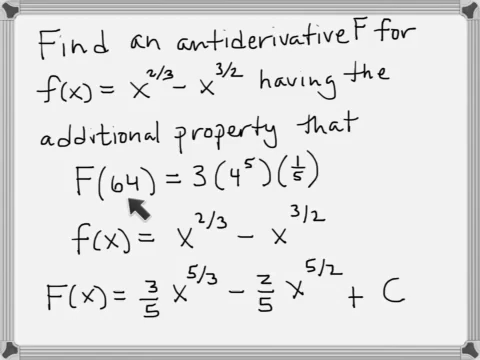 Find an antiderivative F for
f(x) = x^{2/3} - x^{3/2} having the
additional property that
F(64) = 3(4^5)(1/5)
f(x) = x^{2/3} - x^{3/2}
F(x) = 3/5 x^{5/3} - 2/5 x^{5/2} + C